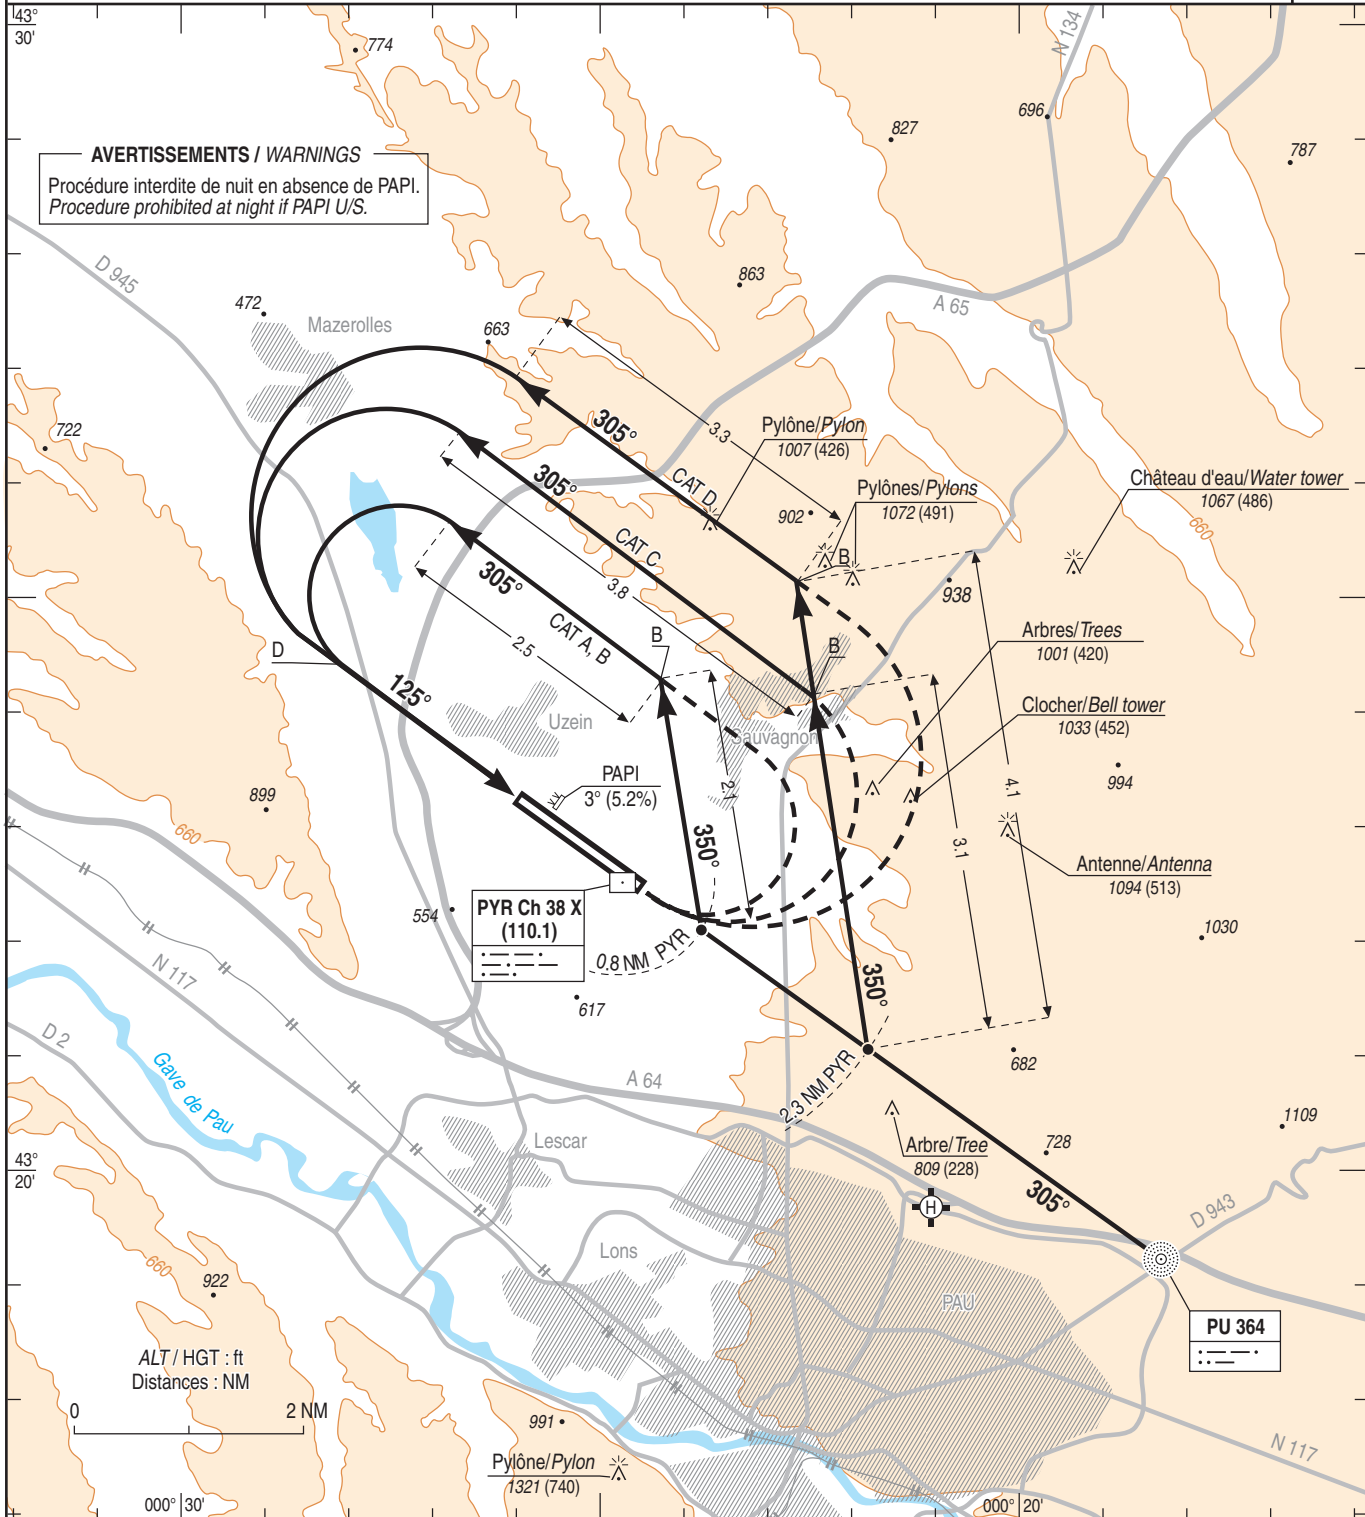 43°
30'
774
N 134
696
827
787
AVERTISSEMENTS / WARNINGS
Procédure interdite de nuit en absence de PAPI.
Procedure prohibited at night if PAPI U/S.
D 945
863
472
Mazerolles
A 65
663
722
305°
3.3
Pylône/Pylon
1007 (426)
305°
CAT D
Pylônes/Pylons
1072 (491)
Château d'eau/Water tower
1067 (486)
902
660
CAT C
B
305°
3.8
938
CAT A, B
B
2.5
Arbres/Trees
1001 (420)
D
B
125°
Clocher/Bell tower
1033 (452)
Uzein
Sauvagnon
PAPI
3° (5.2%)
2.1
4.1
994
899
660
350°
3.1
Antenne/Antenna
1094 (513)
PYR Ch 38 X
(110.1)
554
0.8 NM PYR
1030
N 117
617
350°
D 2
Gave de Pau
A 64
682
2.3 NM PYR
Lescar
1109
Arbre/Tree
809 (228)
728
43°
20'
305°
H
D 943
Lons
660
922
PAU
PU 364
ALT / HGT : ft
Distances : NM
0
2 NM
991
N 117
Pylône/Pylon
1321 (740)
000° 30'
000° 20'